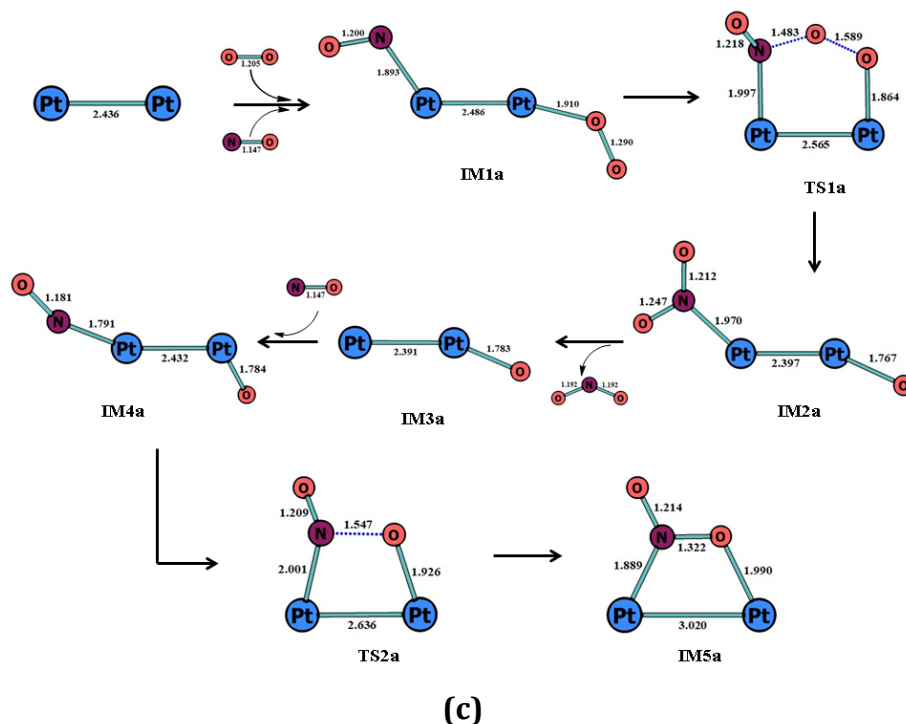 O O 1.205
N O 1.147
Pt Pt 2.436
O 1.200 N 1.893 Pt 2.486 Pt 1.910 O 1.290 O
IM1a
O 1.218 N 1.483 O 1.589 O 1.997 1.864 Pt 2.565 Pt
TS1a
O 1.181 N 1.791 Pt 2.432 Pt 1.784 O
IM4a
N O 1.147
Pt 2.391 Pt 1.783 O
IM3a
O 1.192 N 1.192 O
O 1.212 O 1.247 N 1.970 Pt 2.397 Pt 1.767 O
IM2a
O 1.209 N 1.547 O 2.001 1.926 Pt 2.636 Pt
TS2a
O 1.214 N 1.322 O 1.889 1.990 Pt 3.020 Pt
IM5a
(c)